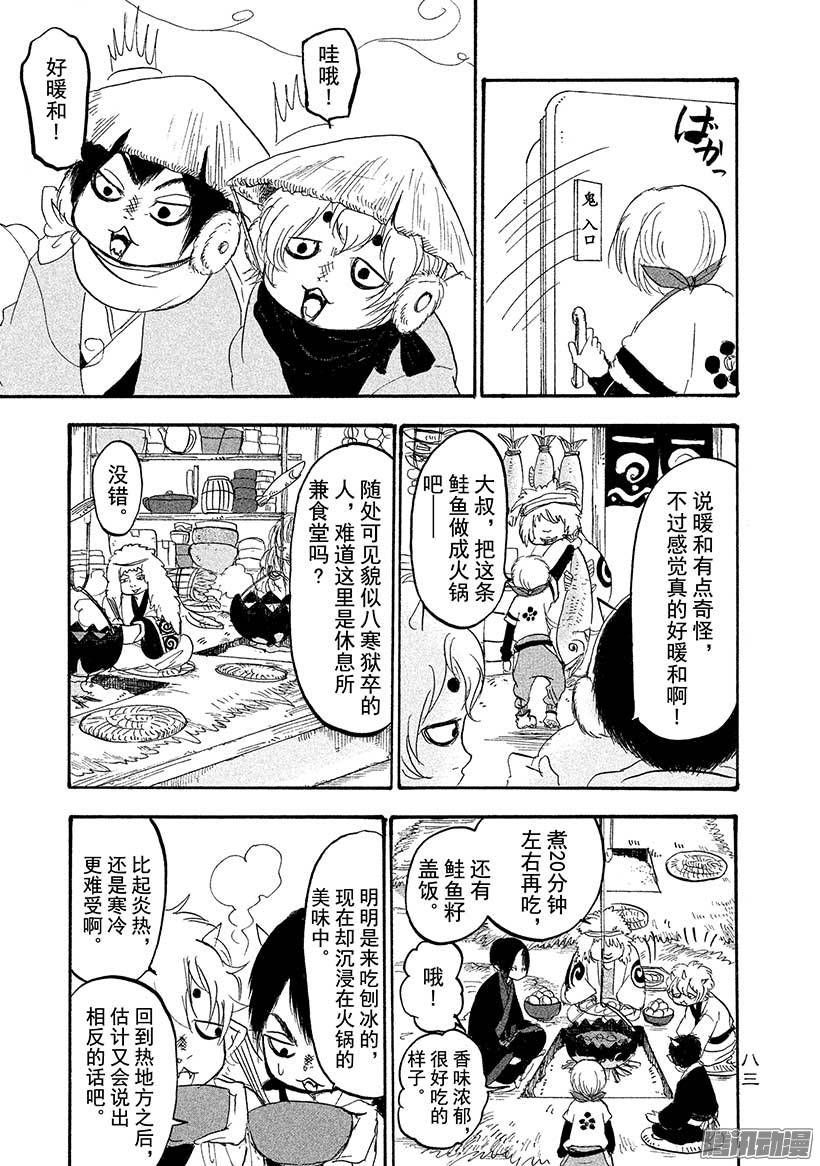 ばかっ
鬼入口
哇哦！
好暖和！
说暖和有点奇怪，
不过感觉真的好暖和啊！
大叔，把这条
鲑鱼做成火锅
吧——
随处可见貌似八寒狱卒的
人，难道这里是休息所
兼食堂吗？
没错。
煮20分钟
左右再吃，
还有
鲑鱼籽
盖饭。
哦！
香味浓郁，
很好吃的
样子。
明明是来吃刨冰的，
现在却沉浸在火锅的
美味中。
比起炎热，
还是寒冷
更难受啊。
回到热地方之后，
估计又会说出
相反的话吧。
八三
腾讯动漫